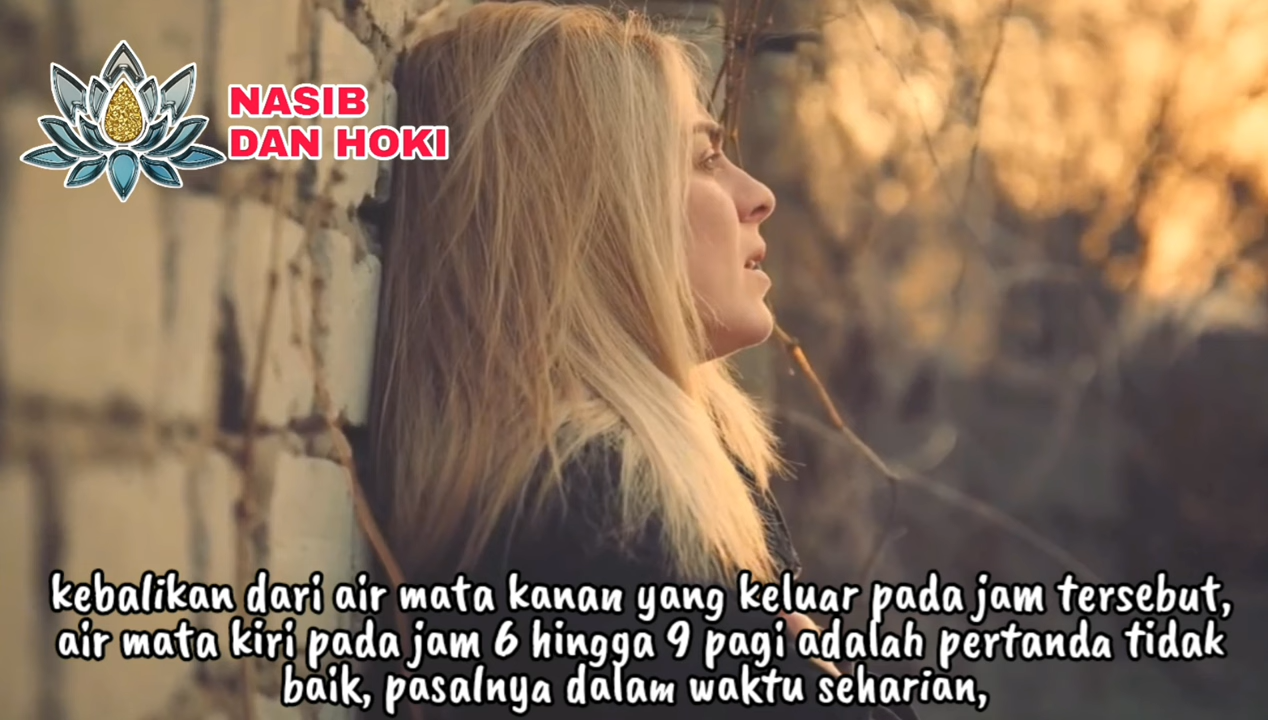 NASIB
DAN HOKI
kebalikan dari air mata kanan yang keluar pada jam tersebut,
air mata kiri pada jam 6 hingga 9 pagi adalah pertanda tidak
baik, pasalnya dalam waktu seharian,